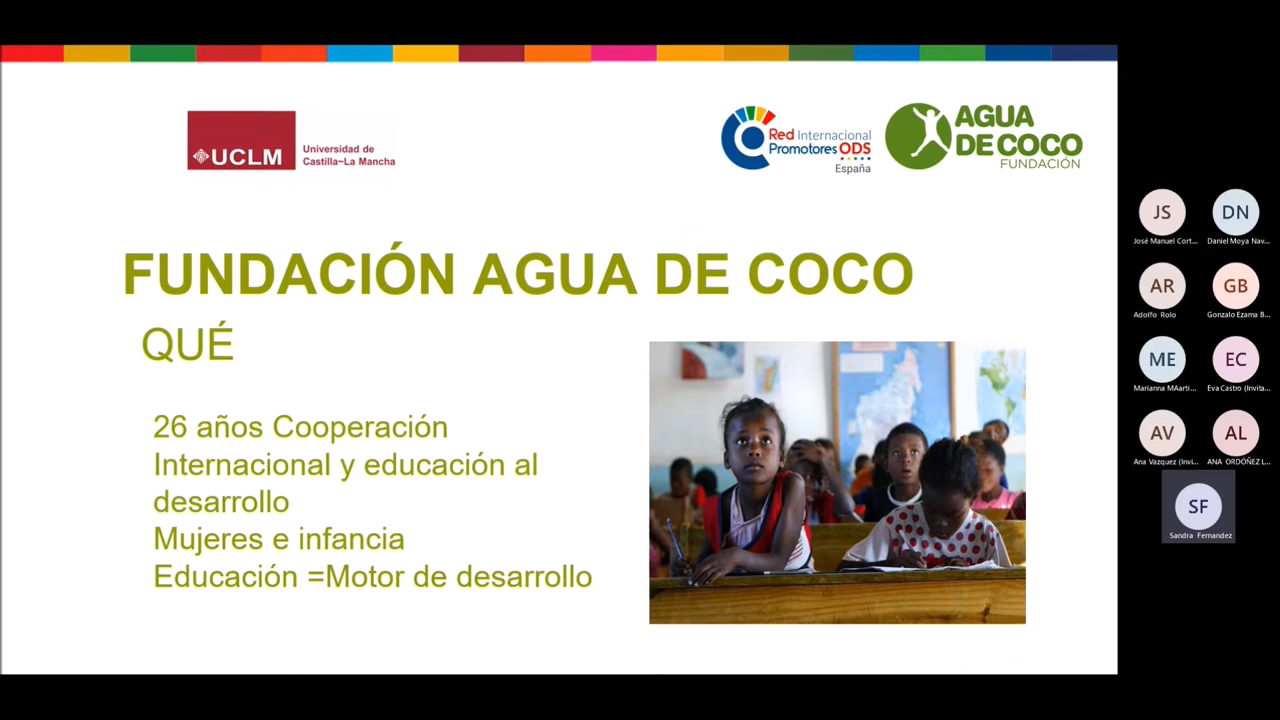 UCLM
Universidad de
Castilla~La Mancha
Red Internacional
Promotores ODS
España
AGUA
DE COCO
FUNDACIÓN
FUNDACIÓN AGUA DE COCO
QUÉ
26 años Cooperación
Internacional y educación al
desarrollo
Mujeres e infancia
Educación =Motor de desarrollo
JS
DN
José Manuel Cort...
Daniel Moya Nav...
AR
GB
Adolfo Rolo
Gonzalo Ezama B...
ME
EC
Marianna MAartí...
Eva Castro (Invita...
AV
AL
Ana Vazquez (Invi...
ANA ORDÓÑEZ L...
SF
Sandra Fernandez